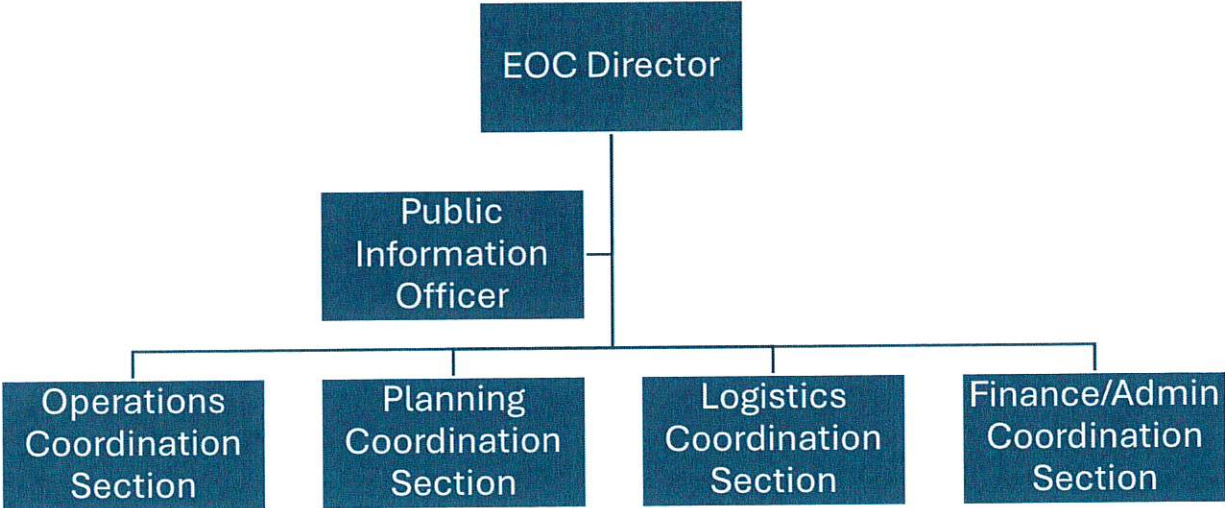 EOC Director
Public
Information
Officer
Operations
Coordination
Section
Planning
Coordination
Section
Logistics
Coordination
Section
Finance/Admin
Coordination
Section